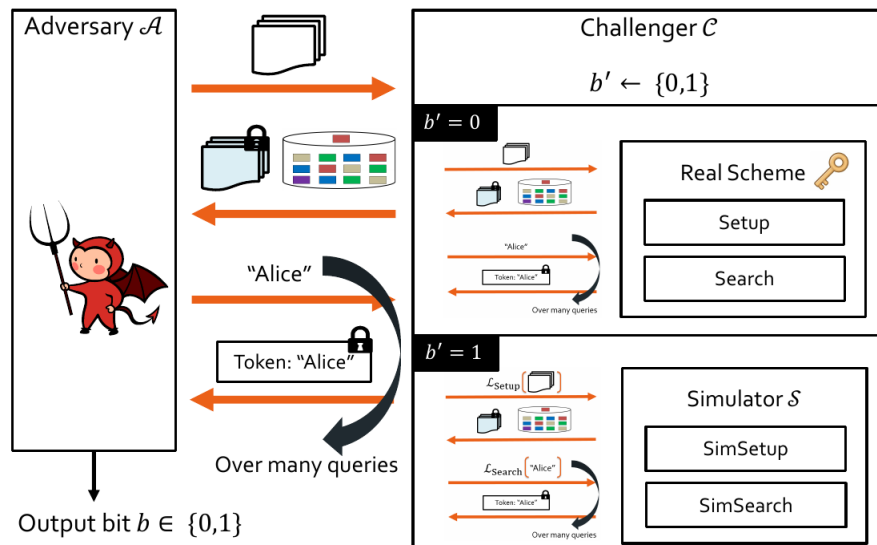 Adversary 𝒜
"Alice"
Token: "Alice"
Over many queries
Output bit b ∈ {0,1}
Challenger 𝒞
b′ ← {0,1}
b′ = 0
"Alice"
Token: "Alice"
Over many queries
Real Scheme
Setup
Search
b′ = 1
ℒSetup( )
ℒSearch("Alice")
Token: "Alice"
Over many queries
Simulator 𝒮
SimSetup
SimSearch